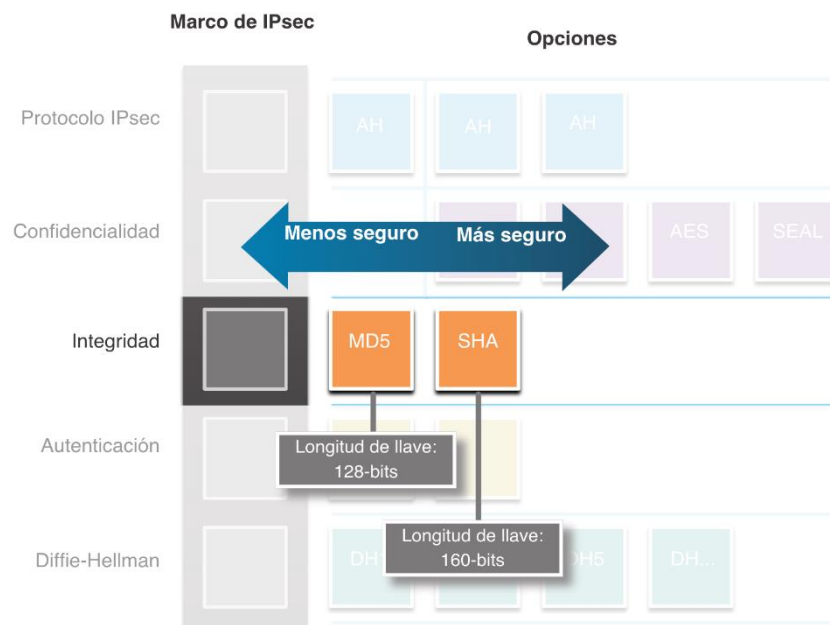 Marco de IPsec
Opciones
Protocolo IPsec
AH
AH
AH
Confidencialidad
Menos seguro
Más seguro
AES
SEAL
Integridad
MD5
SHA
Autenticación
Longitud de llave:
128-bits
Longitud de llave:
160-bits
Diffie-Hellman
DH5
DH...